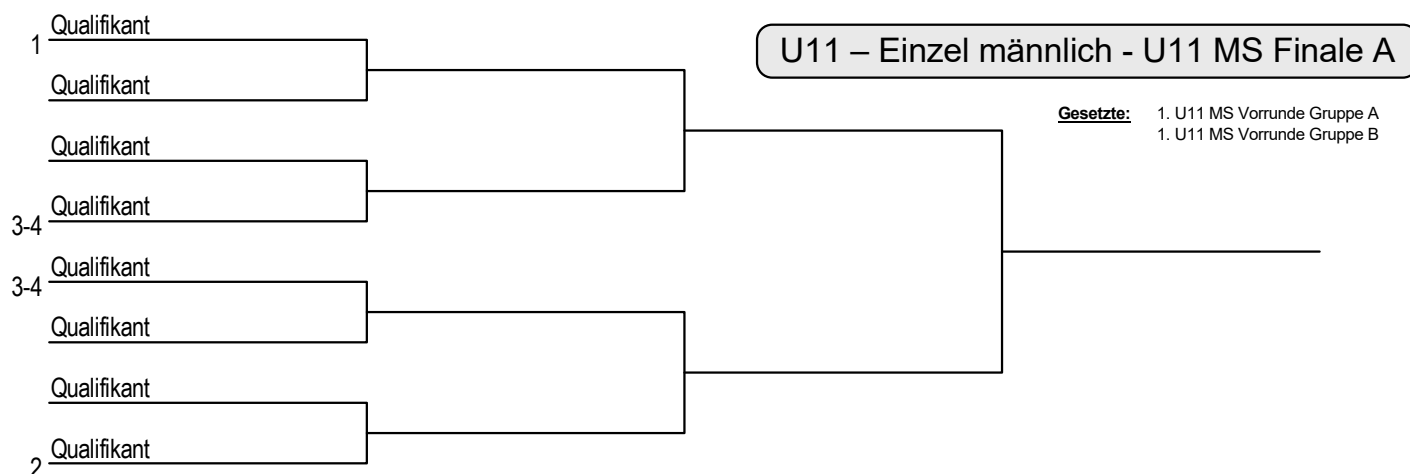 Qualifikant
1
Qualifikant
Qualifikant
Qualifikant
3-4
Qualifikant
3-4
Qualifikant
Qualifikant
Qualifikant
2
U11 – Einzel männlich - U11 MS Finale A
Gesetzte: 1. U11 MS Vorrunde Gruppe A
1. U11 MS Vorrunde Gruppe B